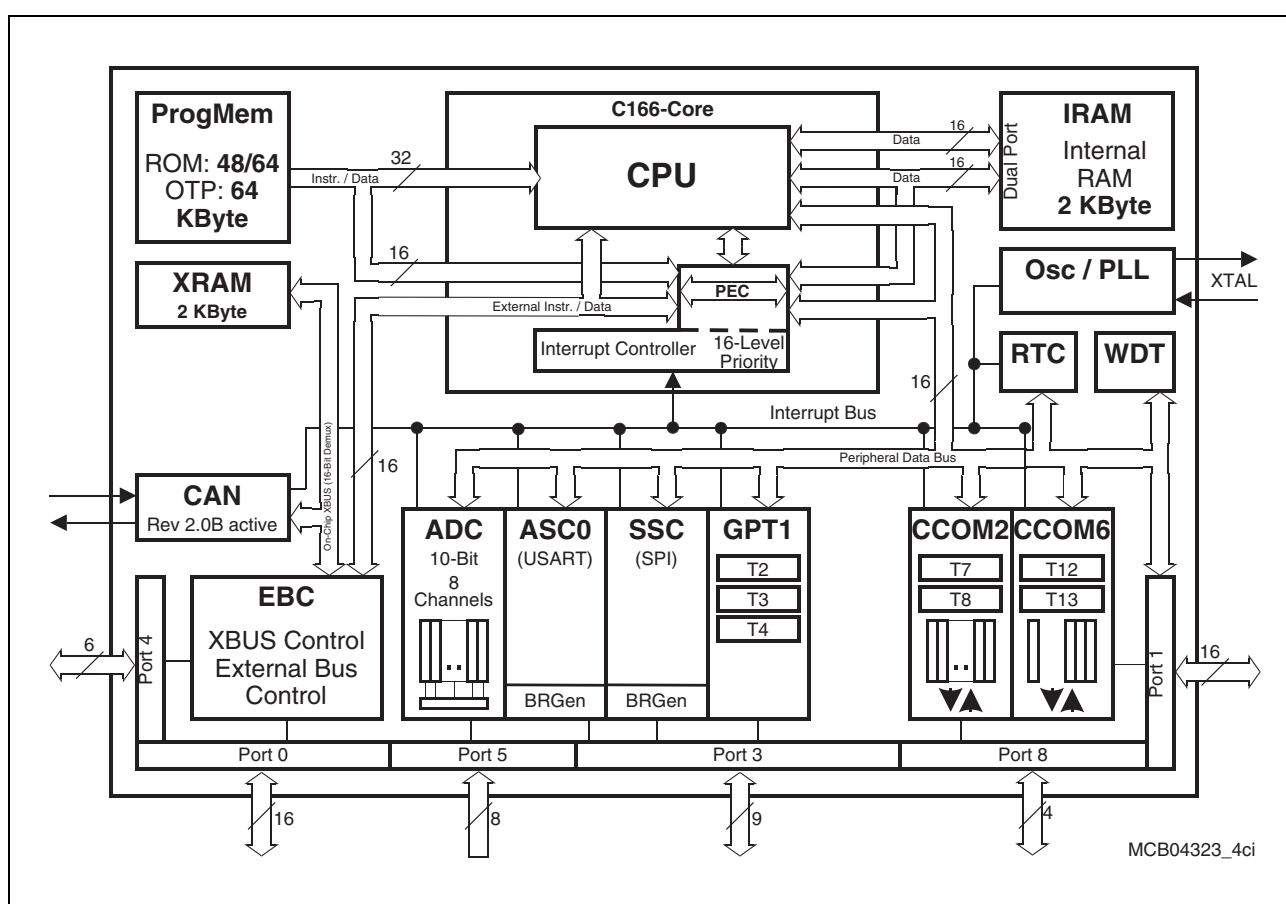 C166-Core
ProgMem
ROM: 48/64
OTP: 64
KByte
32
Instr. / Data
CPU
16
Data
16
Data
Dual Port
IRAM
Internal
RAM
2 KByte
XRAM
2 KByte
16
External Instr. / Data
PEC
Interrupt Controller
16-Level
Priority
Osc / PLL
XTAL
RTC
WDT
16
Interrupt Bus
Peripheral Data Bus
On-Chip XBUS (16-Bit Demux)
16
CAN
Rev 2.0B active
EBC
XBUS Control
External Bus
Control
ADC
10-Bit
8
Channels
ASC0
(USART)
BRGen
SSC
(SPI)
BRGen
GPT1
T2
T3
T4
CCOM2
T7
T8
CCOM6
T12
T13
6
Port 4
Port 1
16
Port 0
Port 5
Port 3
Port 8
16
8
9
4
MCB04323_4ci